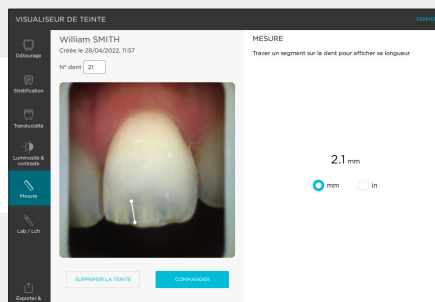 VISUALISEUR DE TEINTE
FERMER
Détourage
Stratification
Translucidité
Luminosité &
contraste
Mesure
Lab / Lch
Exporter &
William SMITH
Créée le 28/04/2022, 11:57
N° dent 21
SUPPRIMER LA TEINTE
COMMANDER
MESURE
Tracer un segment sur la dent pour afficher sa longueur
2.1 mm
mm
in